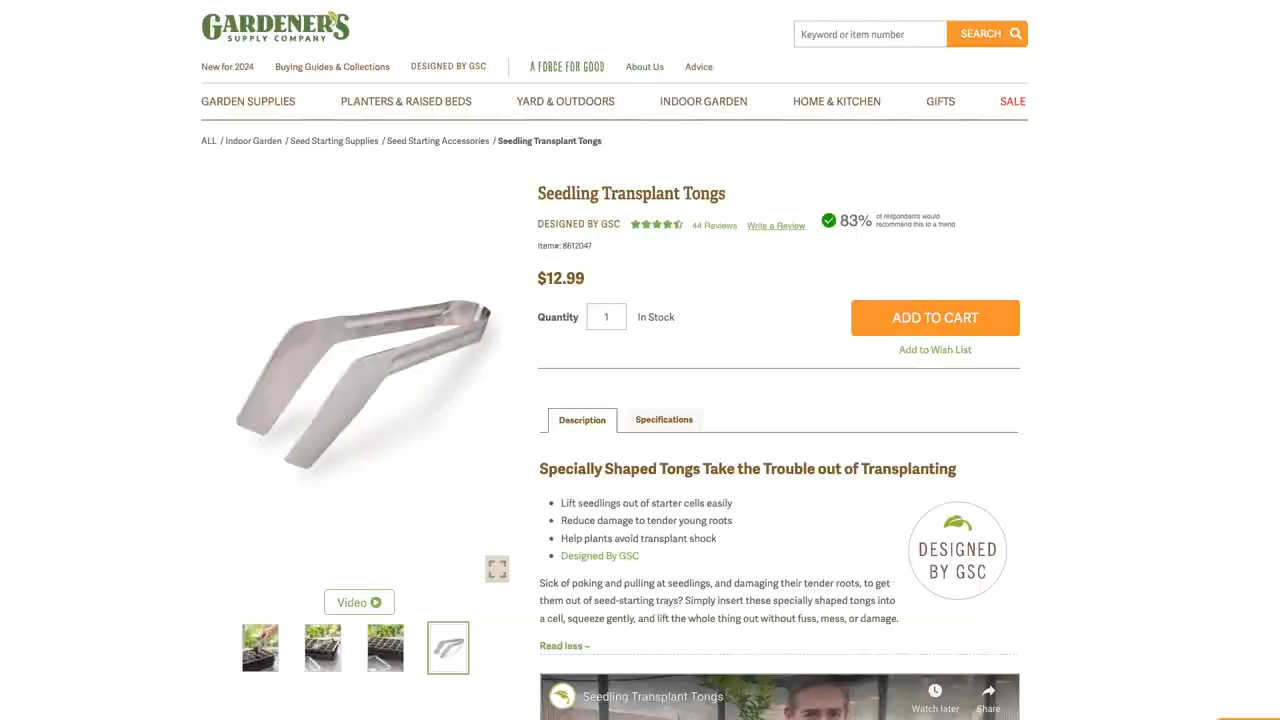 GARDENER'S
SUPPLY COMPANY
Keyword or item number
SEARCH
New for 2024 Buying Guides & Collections DESIGNED BY GSC A FORCE FOR GOOD About Us Advice
GARDEN SUPPLIES PLANTERS & RAISED BEDS YARD & OUTDOORS INDOOR GARDEN HOME & KITCHEN GIFTS SALE
ALL / Indoor Garden / Seed Starting Supplies / Seed Starting Accessories / Seedling Transplant Tongs
Seedling Transplant Tongs
DESIGNED BY GSC 44 Reviews Write a Review 83% of respondents would
recommend this to a friend
Item#: 8612047
$12.99
Quantity 1 In Stock
ADD TO CART
Add to Wish List
Description Specifications
Specially Shaped Tongs Take the Trouble out of Transplanting
Lift seedlings out of starter cells easily
Reduce damage to tender young roots
Help plants avoid transplant shock
Designed By GSC
DESIGNED
BY GSC
Sick of poking and pulling at seedlings, and damaging their tender roots, to get
them out of seed-starting trays? Simply insert these specially shaped tongs into
a cell, squeeze gently, and lift the whole thing out without fuss, mess, or damage.
Read less –
Video
Seedling Transplant Tongs
Watch later Share